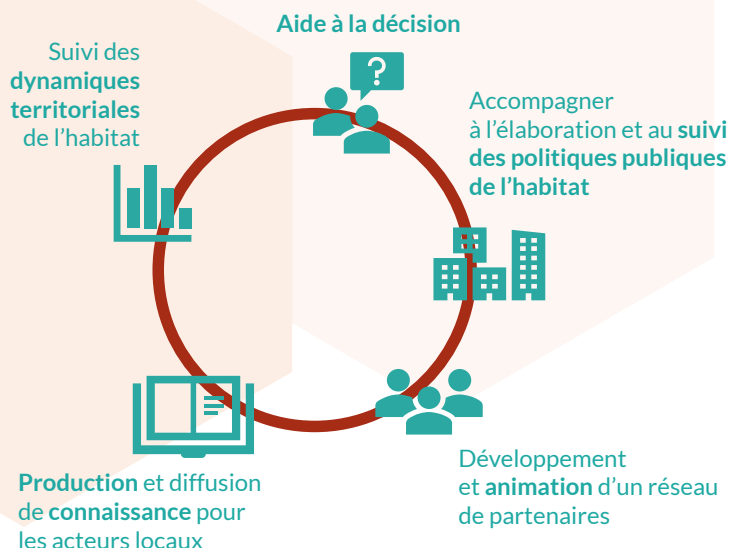 Aide à la décision
?
Suivi des
dynamiques
territoriales
de l’habitat
Accompagner
à l’élaboration et au suivi
des politiques publiques
de l’habitat
Développement
et animation d’un réseau
de partenaires
Production et diffusion
de connaissance pour
les acteurs locaux